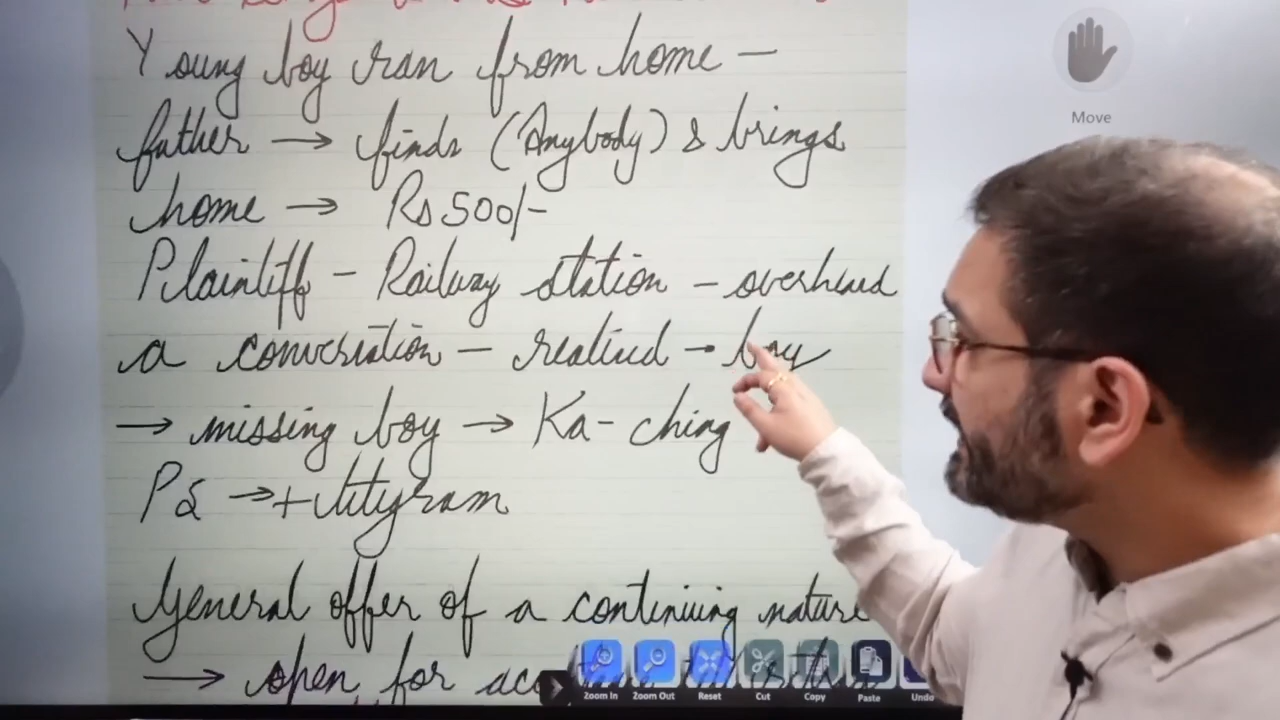 Young boy ran from home —
father → finds (Anybody) & brings
home → Rs 500/-
Plaintiff – Railway station – overheard
a conversation – realised → boy
→ missing boy → Ka-ching
PS → + telegram
General offer of a continuing nature
→ open for
Move
Zoom In Zoom Out Reset Cut Copy Paste Undo